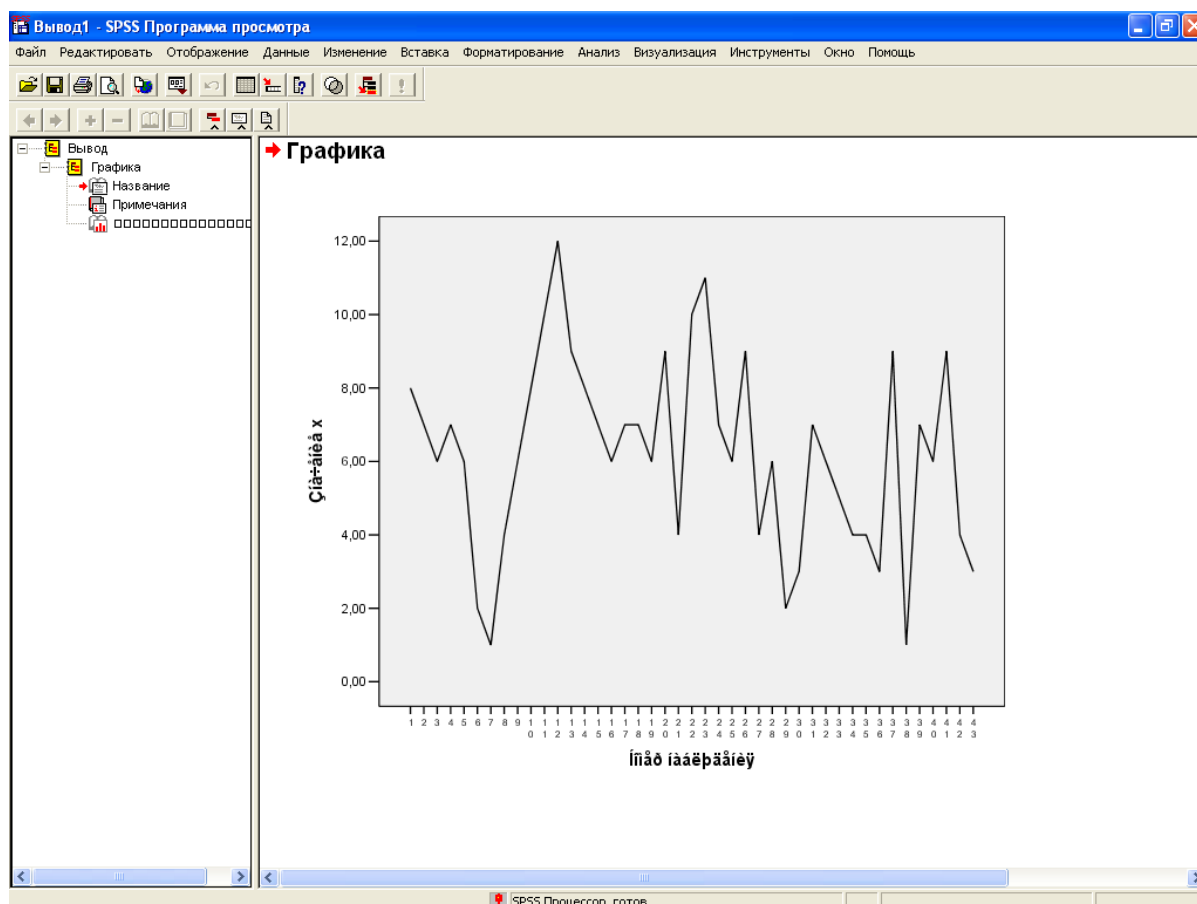 Вывод1 - SPSS Программа просмотра
Файл Редактировать Отображение Данные Изменение Вставка Форматирование Анализ Визуализация Инструменты Окно Помощь
Вывод
Графика
Название
Примечания
Графика
12,00
10,00
8,00
6,00
4,00
2,00
0,00
Çíà÷åíèå x
1 2 3 4 5 6 7 8 9 10 11 12 13 14 15 16 17 18 19 20 21 22 23 24 25 26 27 28 29 30 31 32 33 34 35 36 37 38 39 40 41 42 43
Íîìåð íàáëþäåíèÿ
SPSS Процессор готов